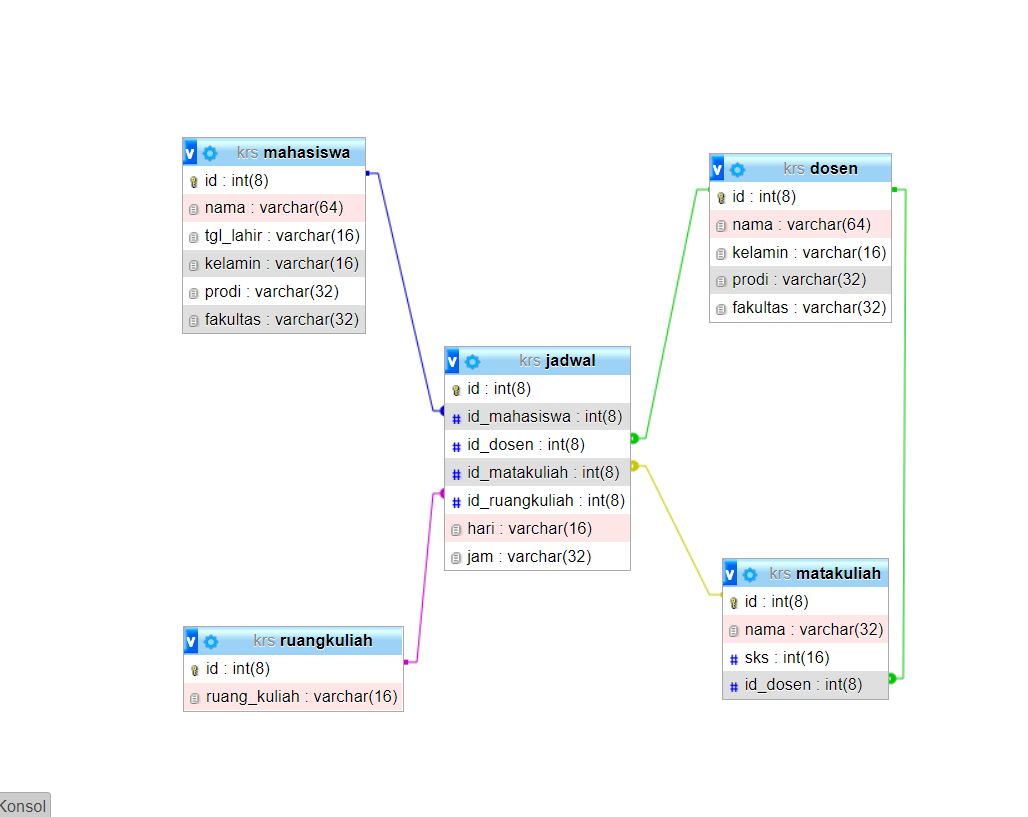 krs mahasiswa
id : int(8)
nama : varchar(64)
tgl_lahir : varchar(16)
kelamin : varchar(16)
prodi : varchar(32)
fakultas : varchar(32)
krs dosen
id : int(8)
nama : varchar(64)
kelamin : varchar(16)
prodi : varchar(32)
fakultas : varchar(32)
krs jadwal
id : int(8)
# id_mahasiswa : int(8)
# id_dosen : int(8)
# id_matakuliah : int(8)
# id_ruangkuliah : int(8)
hari : varchar(16)
jam : varchar(32)
krs matakuliah
id : int(8)
nama : varchar(32)
# sks : int(16)
# id_dosen : int(8)
krs ruangkuliah
id : int(8)
ruang_kuliah : varchar(16)
Konsol